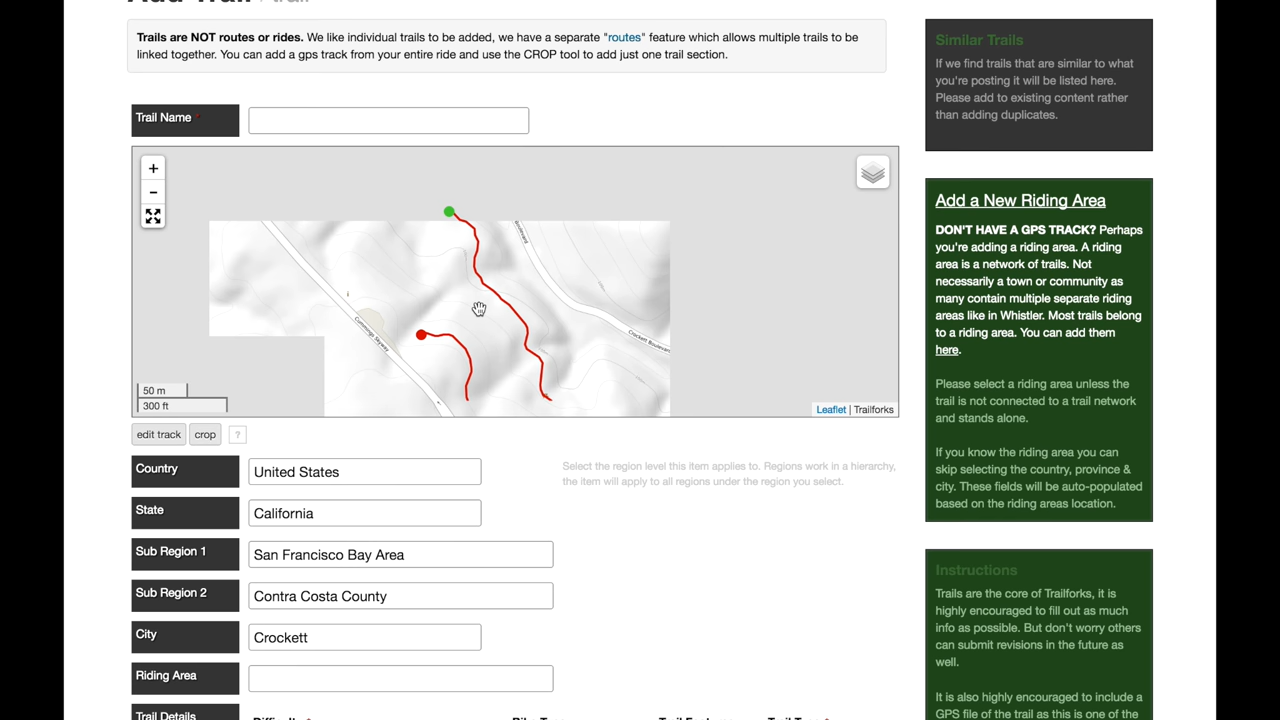 Add Trail trail
Trails are NOT routes or rides. We like individual trails to be added, we have a separate "routes" feature which allows multiple trails to be
linked together. You can add a gps track from your entire ride and use the CROP tool to add just one trail section.
Trail Name *
+
−
Cummings Skyway
Crockett Boulevard
50 m
300 ft
Leaflet | Trailforks
edit track crop ?
Country United States
Select the region level this item applies to. Regions work in a hierarchy,
the item will apply to all regions under the region you select.
State California
Sub Region 1 San Francisco Bay Area
Sub Region 2 Contra Costa County
City Crockett
Riding Area
Trail Details
Similar Trails
If we find trails that are similar to what
you're posting it will be listed here.
Please add to existing content rather
than adding duplicates.
Add a New Riding Area
DON'T HAVE A GPS TRACK? Perhaps
you're adding a riding area. A riding
area is a network of trails. Not
necessarily a town or community as
many contain multiple separate riding
areas like in Whistler. Most trails belong
to a riding area. You can add them
here.
Please select a riding area unless the
trail is not connected to a trail network
and stands alone.
If you know the riding area you can
skip selecting the country, province &
city. These fields will be auto-populated
based on the riding areas location.
Instructions
Trails are the core of Trailforks, it is
highly encouraged to fill out as much
info as possible. But don't worry others
can submit revisions in the future as
well.
It is also highly encouraged to include a
GPS file of the trail as this is one of the